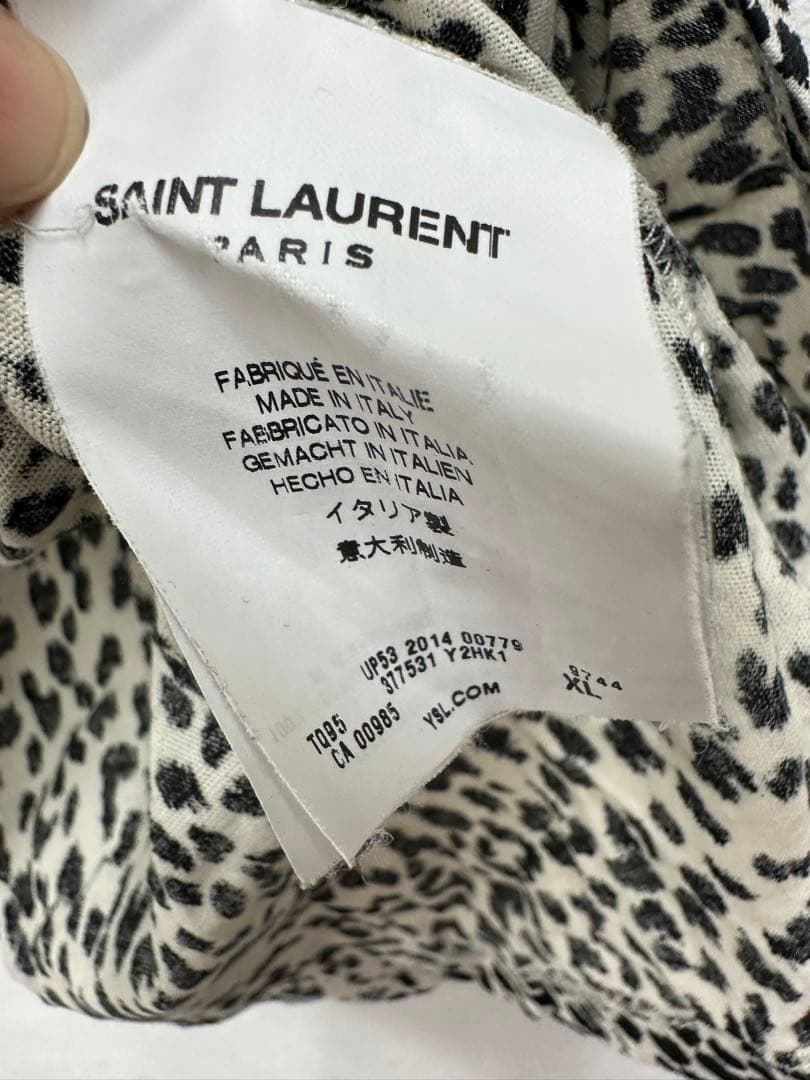 SAINT LAURENT
PARIS
FABRIQUÉ EN ITALIE
MADE IN ITALY
FABBRICATO IN ITALIA
GEMACHT IN ITALIEN
HECHO EN ITALIA
イタリア製
意大利制造
UP53 2014 00779
377531 Y2HK1
9744
XL
TQ95
CA 00985
YSL.COM